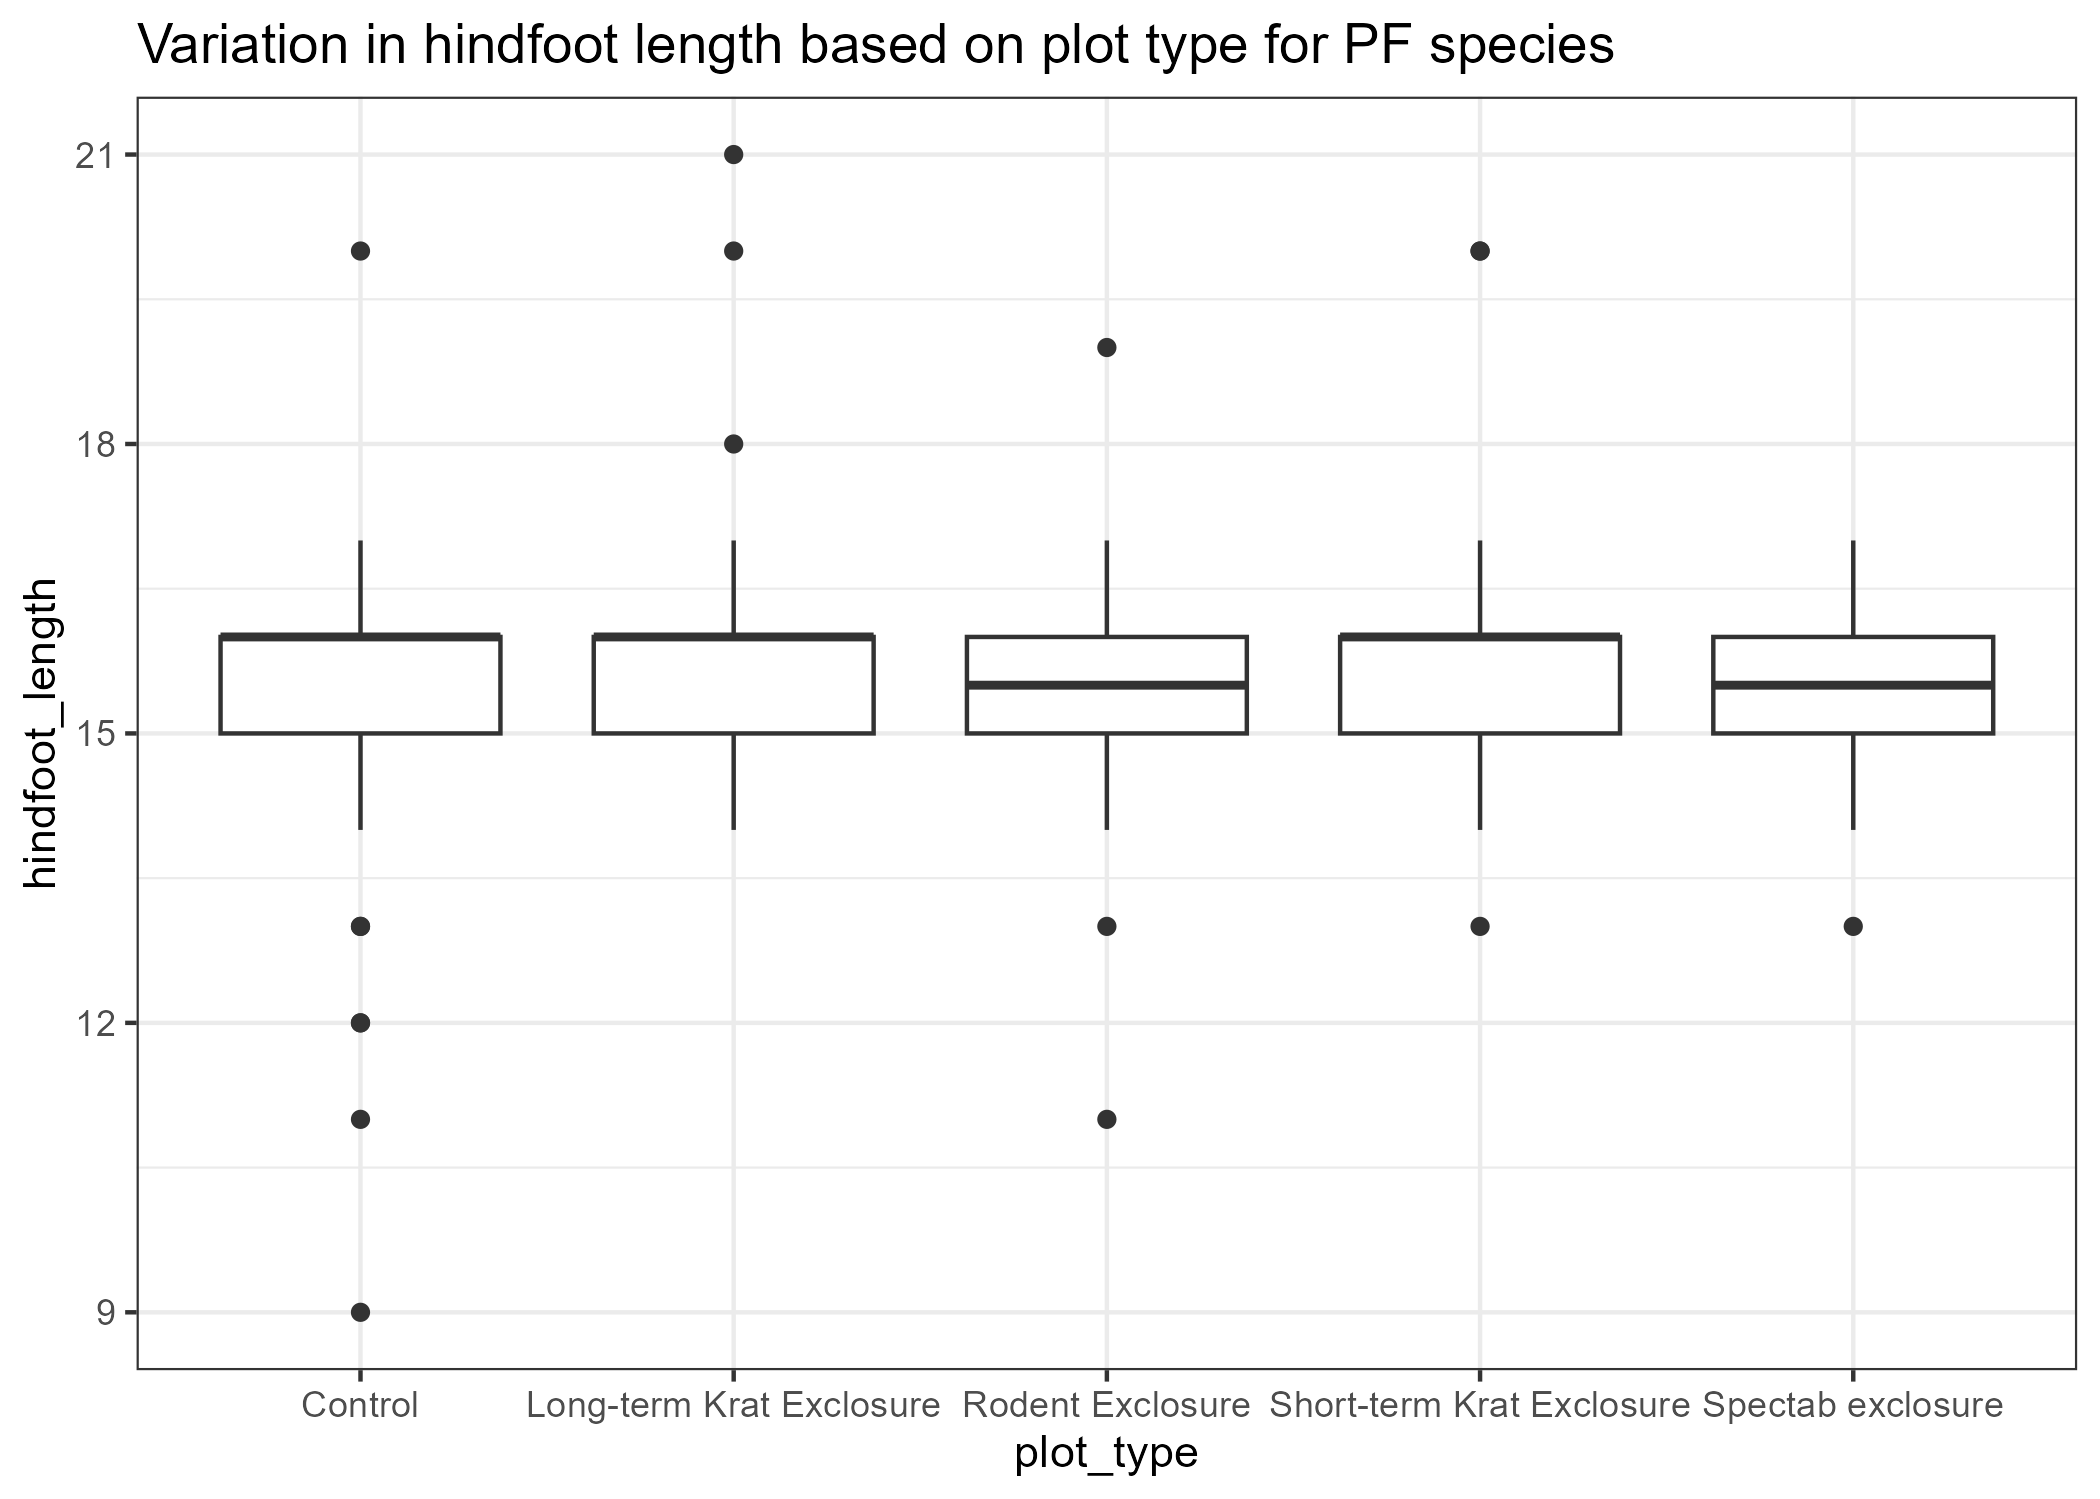 Variation in hindfoot length based on plot type for PF species
hindfoot_length
21
18
15
12
9
Control
Long-term Krat Exclosure
Rodent Exclosure
Short-term Krat Exclosure
Spectab exclosure
plot_type